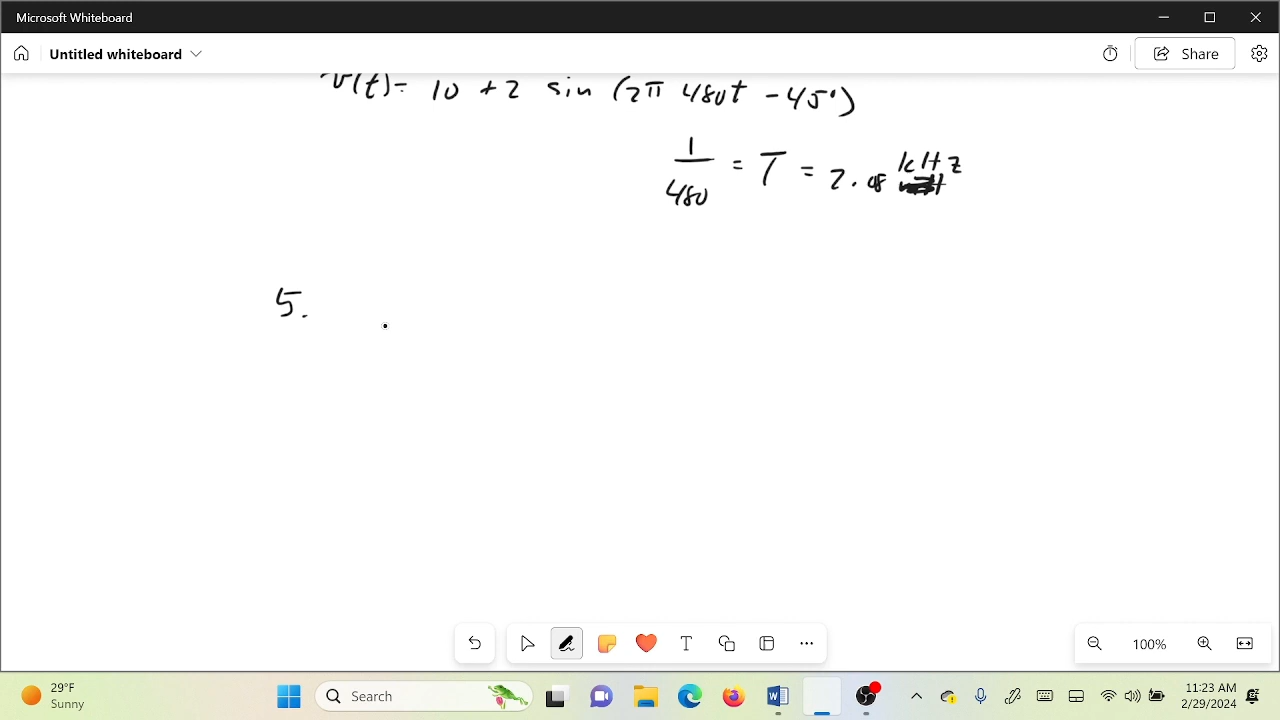 Microsoft Whiteboard
Untitled whiteboard
Share
v(t)= 10 + 2 sin (2π 480t - 45°)
1/480 = T = 2.08 kHz
5.
100%
29°F
Sunny
Search
11:23 AM
2/29/2024